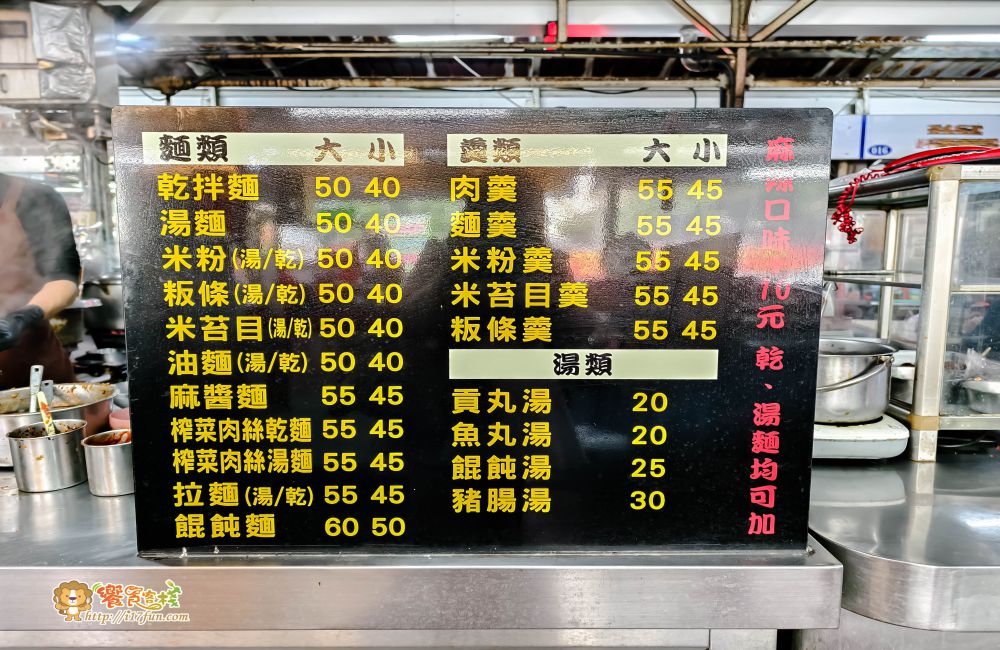 麵類 大 小
乾拌麵 50 40
湯麵 50 40
米粉(湯/乾) 50 40
粄條(湯/乾) 50 40
米苔目(湯/乾) 50 40
油麵(湯/乾) 50 40
麻醬麵 55 45
榨菜肉絲乾麵 55 45
榨菜肉絲湯麵 55 45
拉麵(湯/乾) 55 45
餛飩麵 60 50
羹類 大 小
肉羹 55 45
麵羹 55 45
米粉羹 55 45
米苔目羹 55 45
粄條羹 55 45
湯類
貢丸湯 20
魚丸湯 20
餛飩湯 25
豬腸湯 30
麻辣口味10元 乾、湯麵均可加
饗客食棧
http://i17fun.com